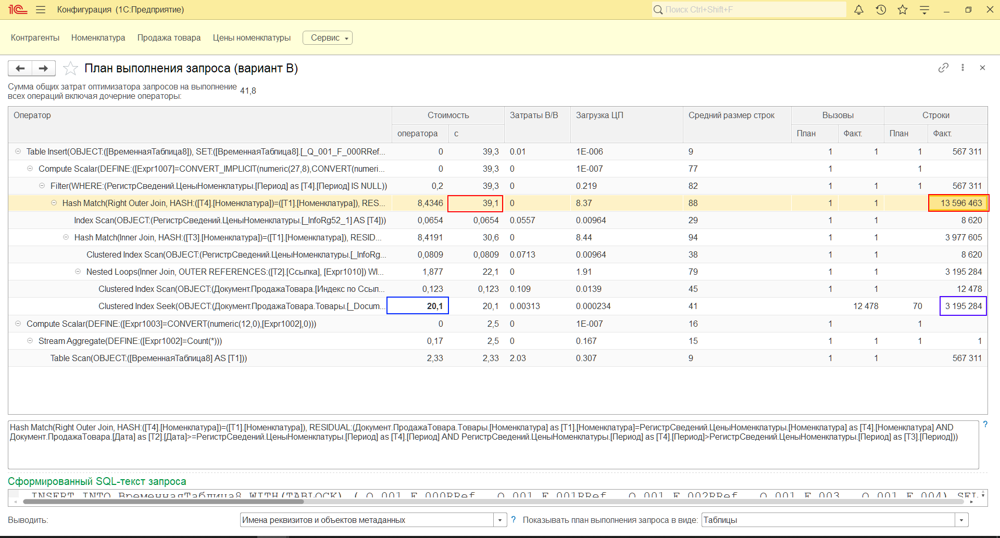 1С Конфигурация (1С:Предприятие) Поиск Ctrl+Shift+F
Контрагенты Номенклатура Продажа товара Цены номенклатуры Сервис
План выполнения запроса (вариант В)
Сумма общих затрат оптимизатора запросов на выполнение
всех операций включая дочерние операторы: 41,8
Оператор Стоимость Затраты В/В Загрузка ЦП Средний размер строк Вызовы Строки
оператора с План Факт. План Факт.
Table Insert(OBJECT:([ВременнаяТаблица8]), SET:([ВременнаяТаблица8].[_Q_001_F_000RRef... 0 39,3 0.01 1E-006 9 1 1 1 567 311
Compute Scalar(DEFINE:([Expr1007]=CONVERT_IMPLICIT(numeric(27,8),CONVERT(numeri... 0 39,3 0 1E-007 77 1 1
Filter(WHERE:(РегистрСведений.ЦеныНоменклатуры.[Период] as [T4].[Период] IS NULL)) 0,2 39,3 0 0.219 82 1 1 1 567 311
Hash Match(Right Outer Join, HASH:([T4].[Номенклатура])=([T1].[Номенклатура]), RES... 8,4346 39,1 0 8.37 88 1 1 13 596 463
Index Scan(OBJECT:(РегистрСведений.ЦеныНоменклатуры.[_InfoRg52_1] AS [T4])) 0,0654 0,0654 0.0557 0.00964 29 1 1 8 620
Hash Match(Inner Join, HASH:([T3].[Номенклатура])=([T1].[Номенклатура]), RESID... 8,4191 30,6 0 8.44 94 1 1 3 977 605
Clustered Index Scan(OBJECT:(РегистрСведений.ЦеныНоменклатуры.[_InfoRg... 0,0809 0,0809 0.0713 0.00964 38 1 1 8 620
Nested Loops(Inner Join, OUTER REFERENCES:([T2].[Ссылка], [Expr1010]) WI... 1,877 22,1 0 1.91 79 1 1 3 195 284
Clustered Index Scan(OBJECT:(Документ.ПродажаТовара.[Индекс по Ссыл... 0,123 0,123 0.109 0.0139 45 1 1 12 478
Clustered Index Seek(OBJECT:(Документ.ПродажаТовара.Товары.[_Docum... 20,1 20,1 0.00313 0.000234 41 12 478 70 3 195 284
Compute Scalar(DEFINE:([Expr1003]=CONVERT(numeric(12,0),[Expr1002],0))) 0 2,5 0 1E-007 16 1 1
Stream Aggregate(DEFINE:([Expr1002]=Count(*))) 0,17 2,5 0 0.167 15 1 1 1 1
Table Scan(OBJECT:([ВременнаяТаблица8] AS [T1])) 2,33 2,33 2.03 0.307 9 1 1 567 311
Hash Match(Right Outer Join, HASH:([T4].[Номенклатура])=([T1].[Номенклатура]), RESIDUAL:(Документ.ПродажаТовара.Товары.[Номенклатура] as [T1].[Номенклатура]=РегистрСведений.ЦеныНоменклатуры.[Номенклатура] as [T4].[Номенклатура] AND ?
Документ.ПродажаТовара.[Дата] as [T2].[Дата]>=РегистрСведений.ЦеныНоменклатуры.[Период] as [T4].[Период] AND РегистрСведений.ЦеныНоменклатуры.[Период] as [T4].[Период]>РегистрСведений.ЦеныНоменклатуры.[Период] as [T3].[Период]))
Сформированный SQL-текст запроса
INSERT INTO ВременнаяТаблица8 WITH(TABLOCK) (_Q_001_F_000RRef, _Q_001_F_001RRef, _Q_001_F_002RRef, _Q_001_F_003, _Q_001_F_004) SEL
Выводить: Имена реквизитов и объектов метаданных ? Показывать план выполнения запроса в виде: Таблицы